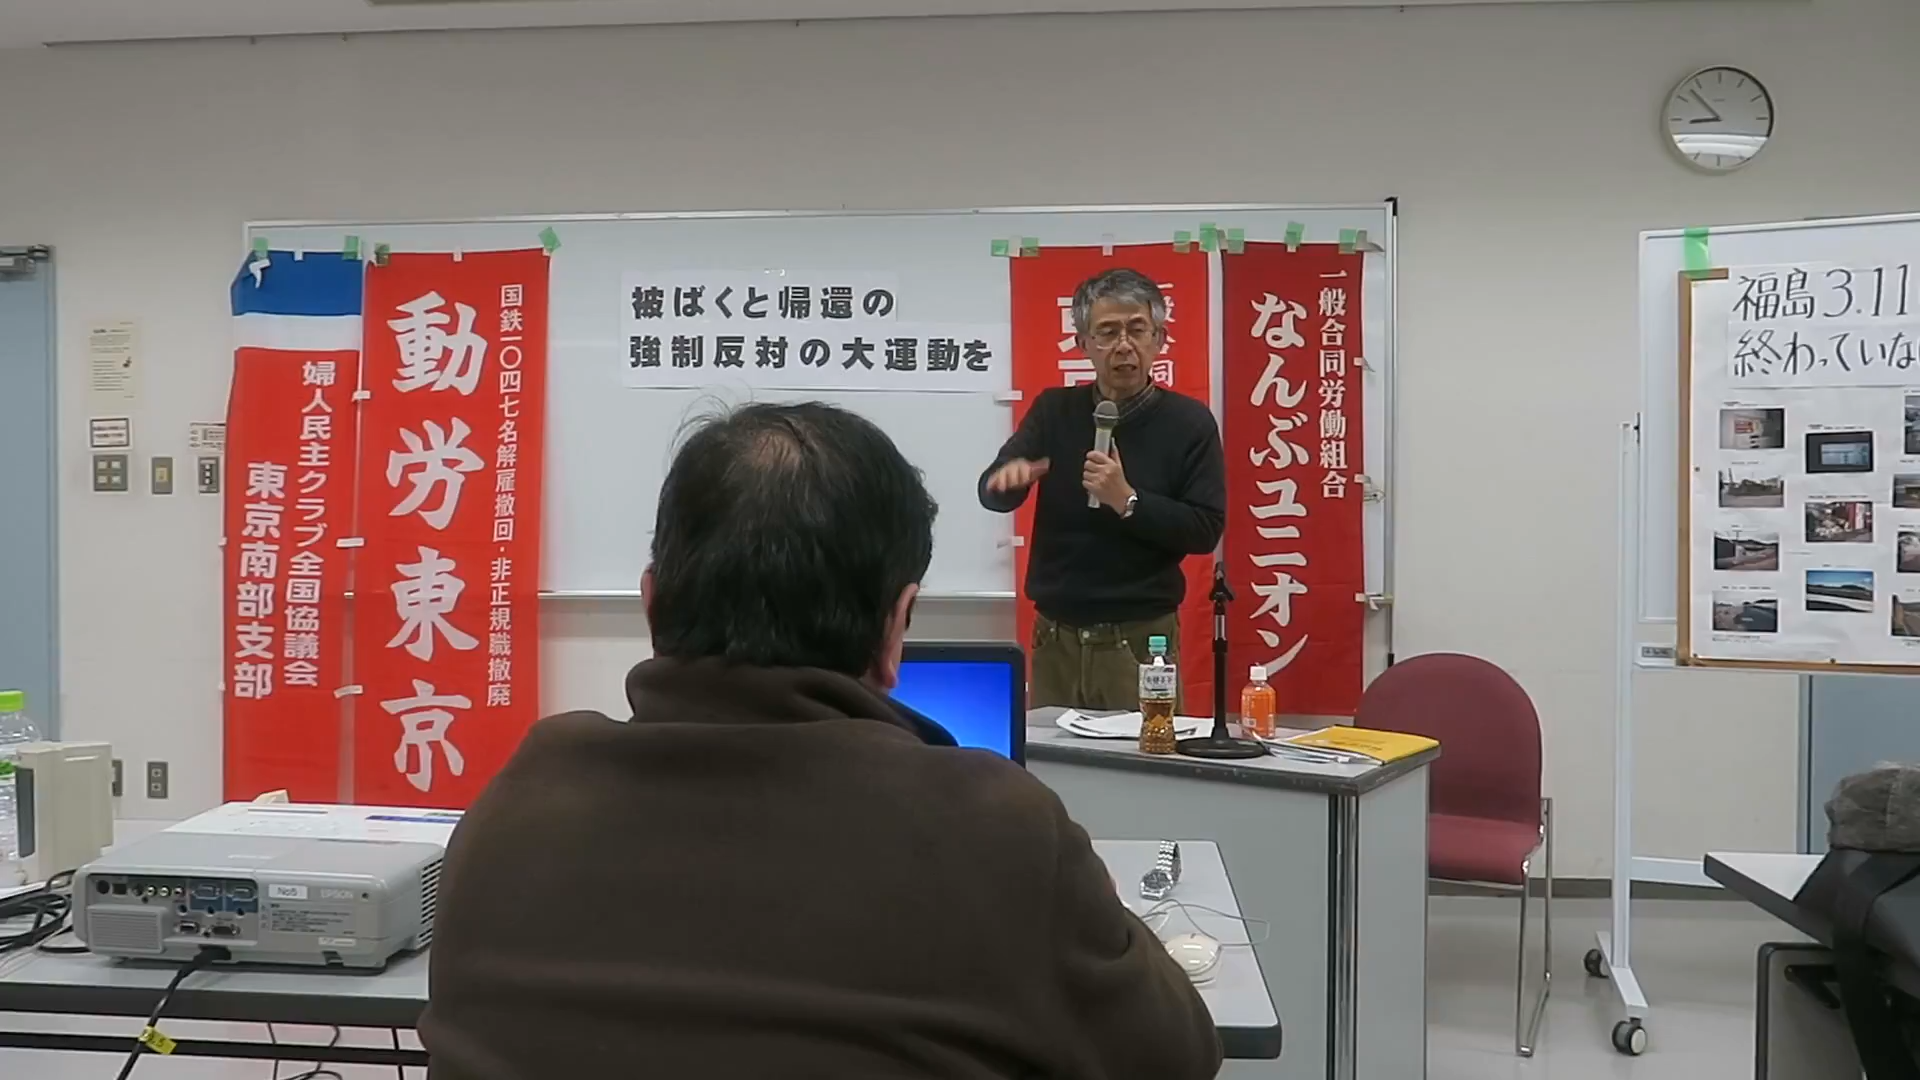 婦人民主クラブ全国協議会
東京南部支部
国鉄一〇四七名解雇撤回・非正規職撤廃
動労東京
被ばくと帰還の
強制反対の大運動を
一般合同労働組合
なんぶユニオン
福島3.11
終わっていな
No5
EPSON